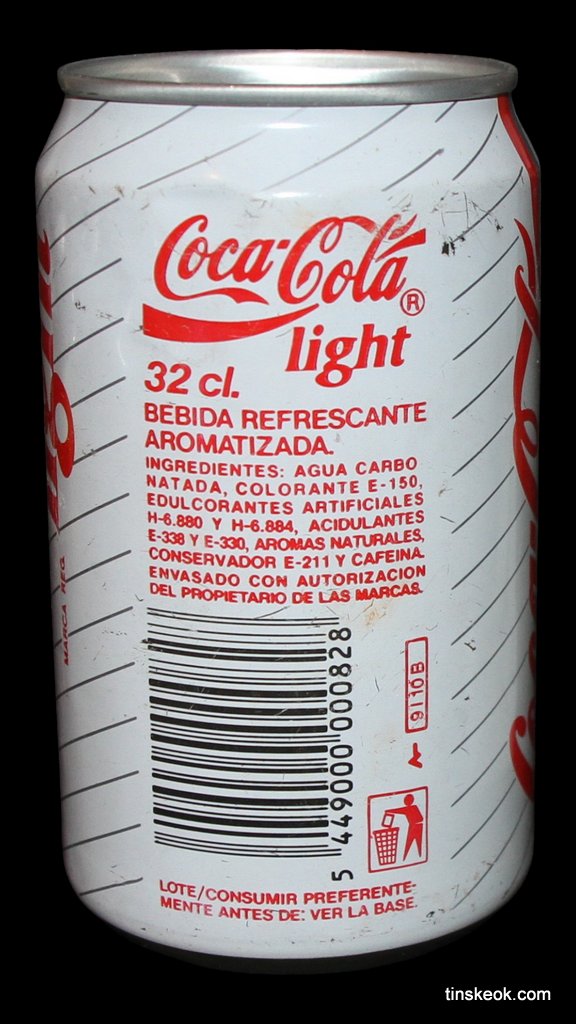 Coca-Cola®
light
32 cl.
BEBIDA REFRESCANTE
AROMATIZADA.
INGREDIENTES: AGUA CARBO
NATADA, COLORANTE E-150,
EDULCORANTES ARTIFICIALES
H-6.880 Y H-6.884, ACIDULANTES
E-338 Y E-330, AROMAS NATURALES,
CONSERVADOR E-211 Y CAFEINA.
ENVASADO CON AUTORIZACION
DEL PROPIETARIO DE LAS MARCAS.
5 449000 000828
9110B
LOTE/CONSUMIR PREFERENTE-
MENTE ANTES DE: VER LA BASE.
MARCA REG.
tinskeok.com